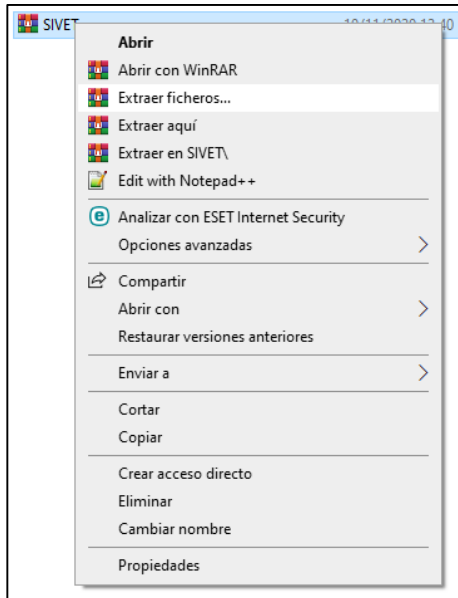 SIVET
Abrir
Abrir con WinRAR
Extraer ficheros...
Extraer aquí
Extraer en SIVET\
Edit with Notepad++
Analizar con ESET Internet Security
Opciones avanzadas
Compartir
Abrir con
Restaurar versiones anteriores
Enviar a
Cortar
Copiar
Crear acceso directo
Eliminar
Cambiar nombre
Propiedades